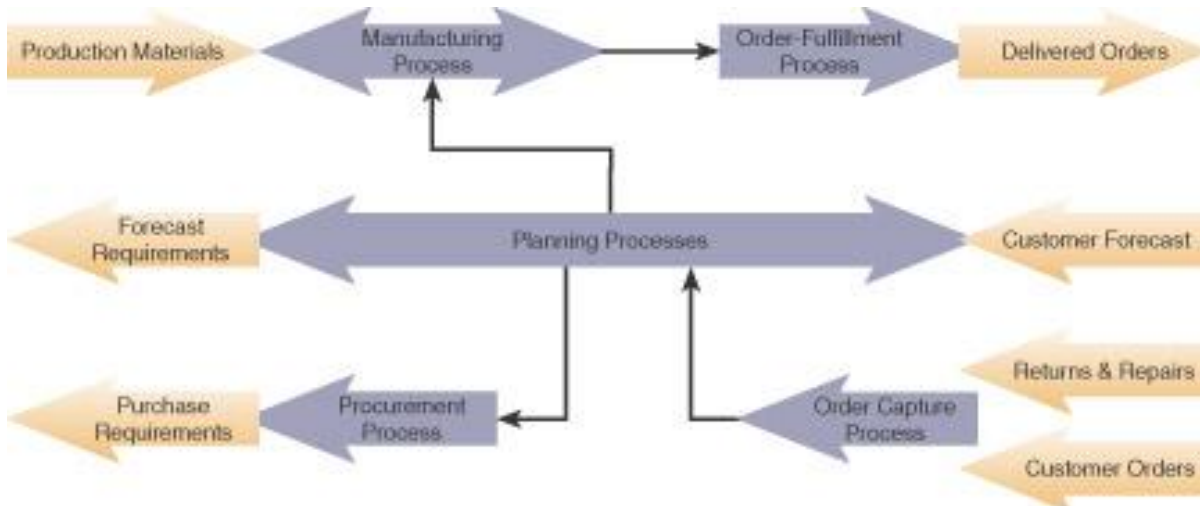 Production Materials
Manufacturing
Process
Order-Fulfillment
Process
Delivered Orders
Forecast
Requirements
Planning Processes
Customer Forecast
Purchase
Requirements
Procurement
Process
Order Capture
Process
Returns & Repairs
Customer Orders